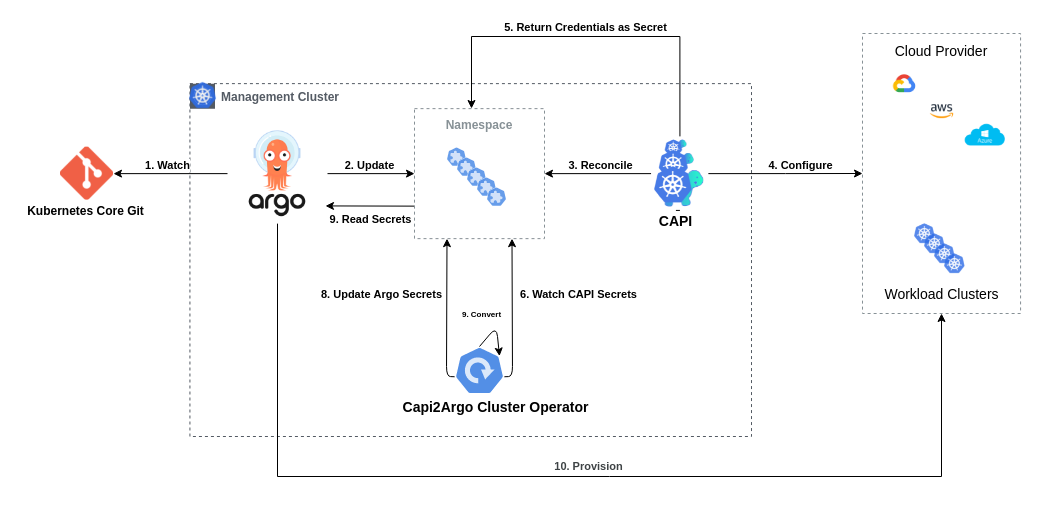 5. Return Credentials as Secret
Cloud Provider
Management Cluster
aws
Namespace
Azure
1. Watch
2. Update
3. Reconcile
4. Configure
argo
Kubernetes Core Git
9. Read Secrets
CAPI
8. Update Argo Secrets
6. Watch CAPI Secrets
Workload Clusters
9. Convert
Capi2Argo Cluster Operator
10. Provision